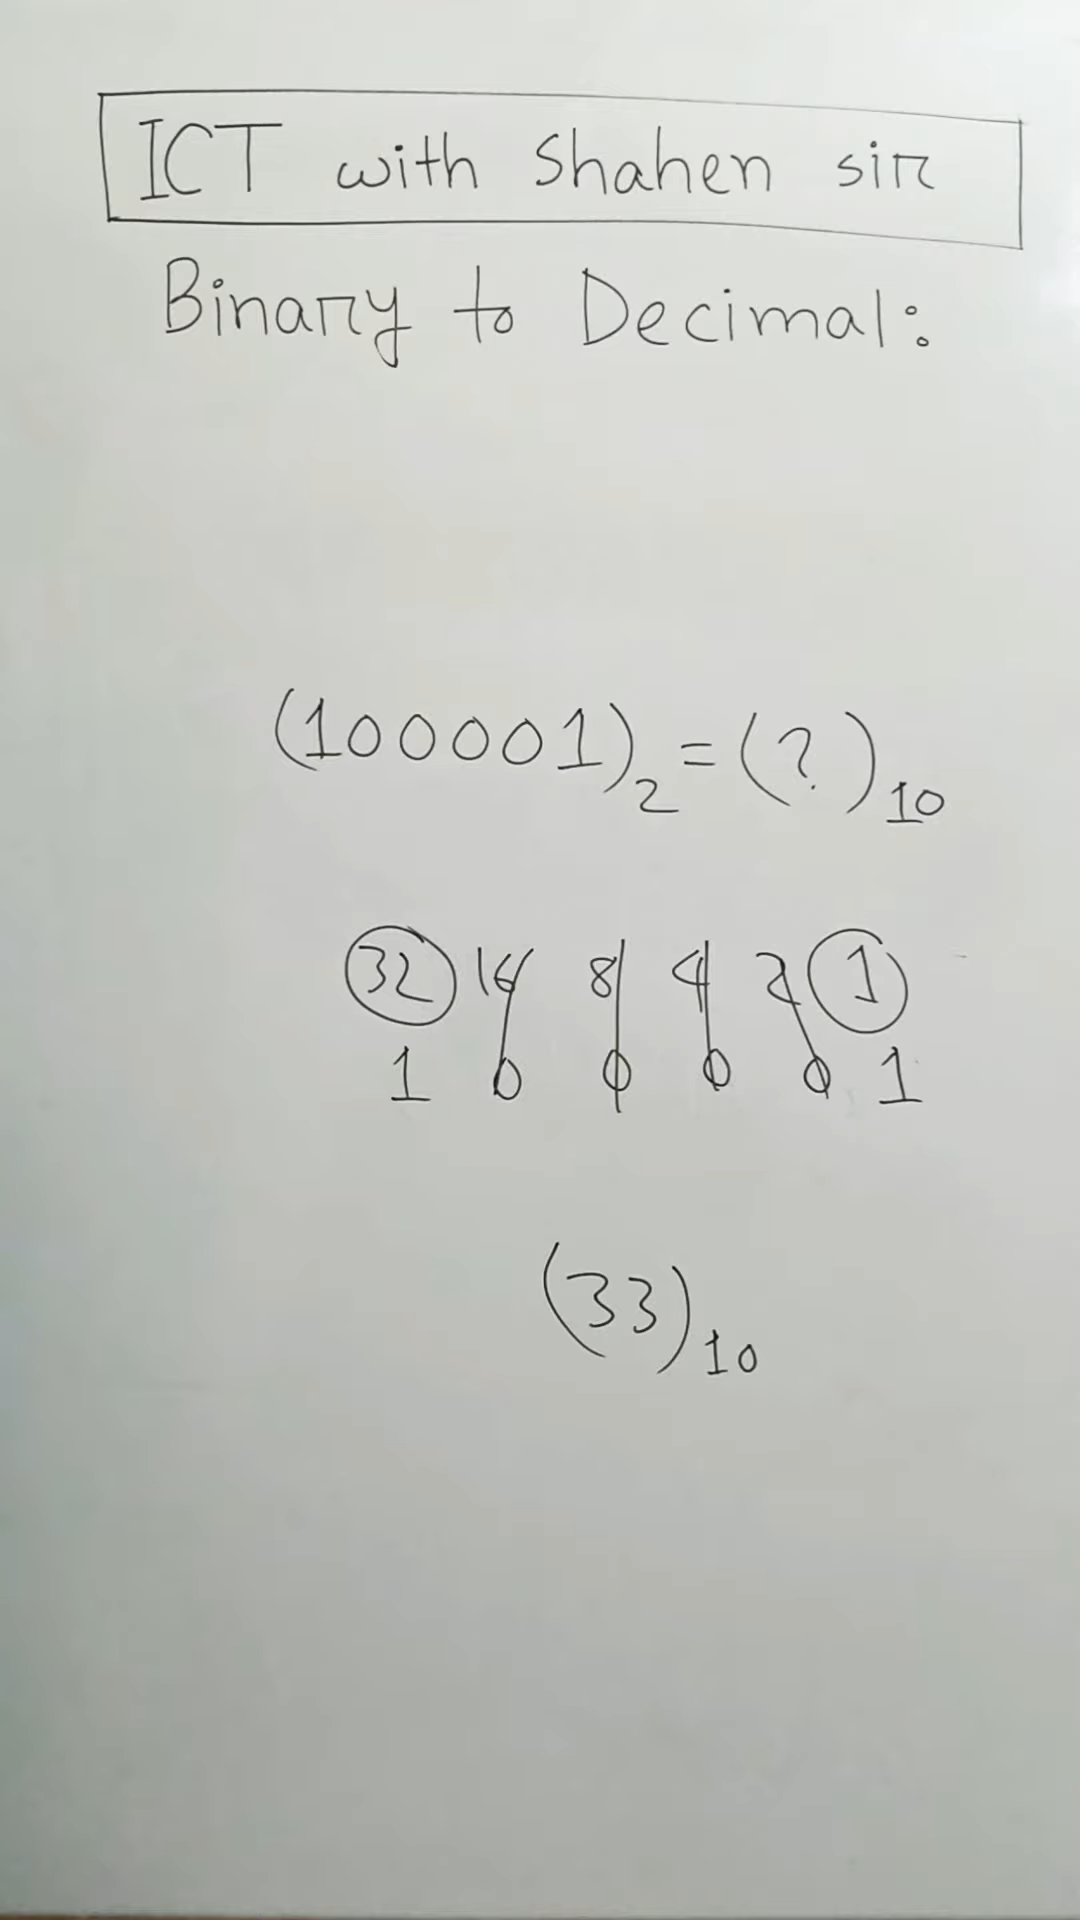 ICT with Shahen sir
Binary to Decimal:
(100001)₂=(?)₁₀
32 16 8 4 2 1
1 0 0 0 0 1
(33)₁₀